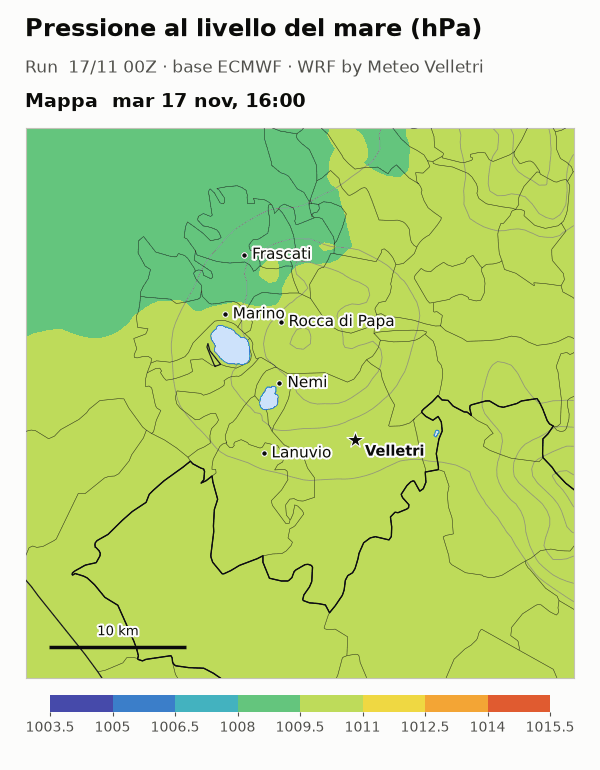 Pressione al livello del mare (hPa)
Run  17/11 00Z · base ECMWF · WRF by Meteo Velletri
Mappa  mar 17 nov, 16:00
Frascati
Marino
Rocca di Papa
Nemi
Velletri
Lanuvio
10 km
1003.5 1005 1006.5 1008 1009.5 1011 1012.5 1014 1015.5